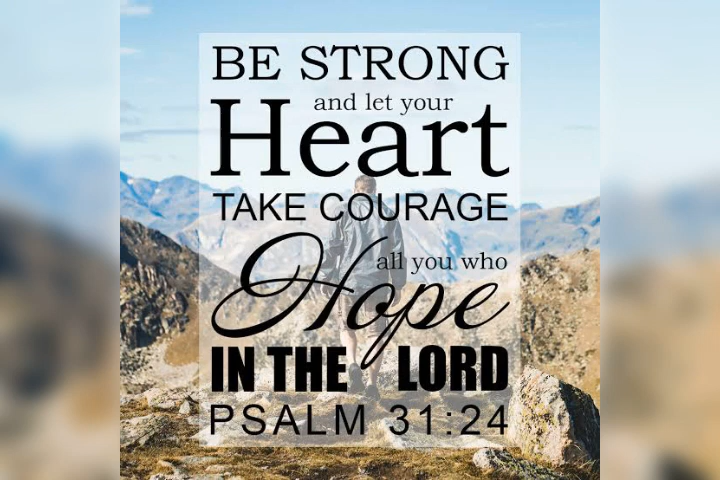 BE STRONG
and let your
Heart
TAKE COURAGE
all you who
Hope
IN THE LORD
PSALM 31:24